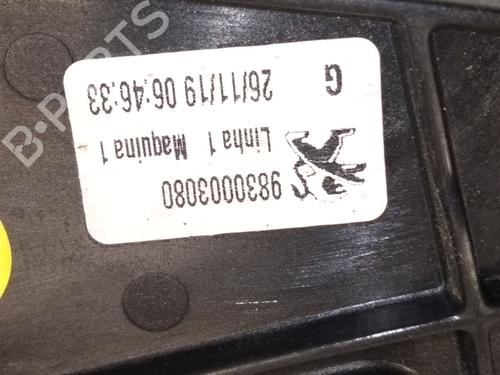 9830003080
Linha 1 Maquina 1
26/11/19 06:46:33
G
B-PARTS